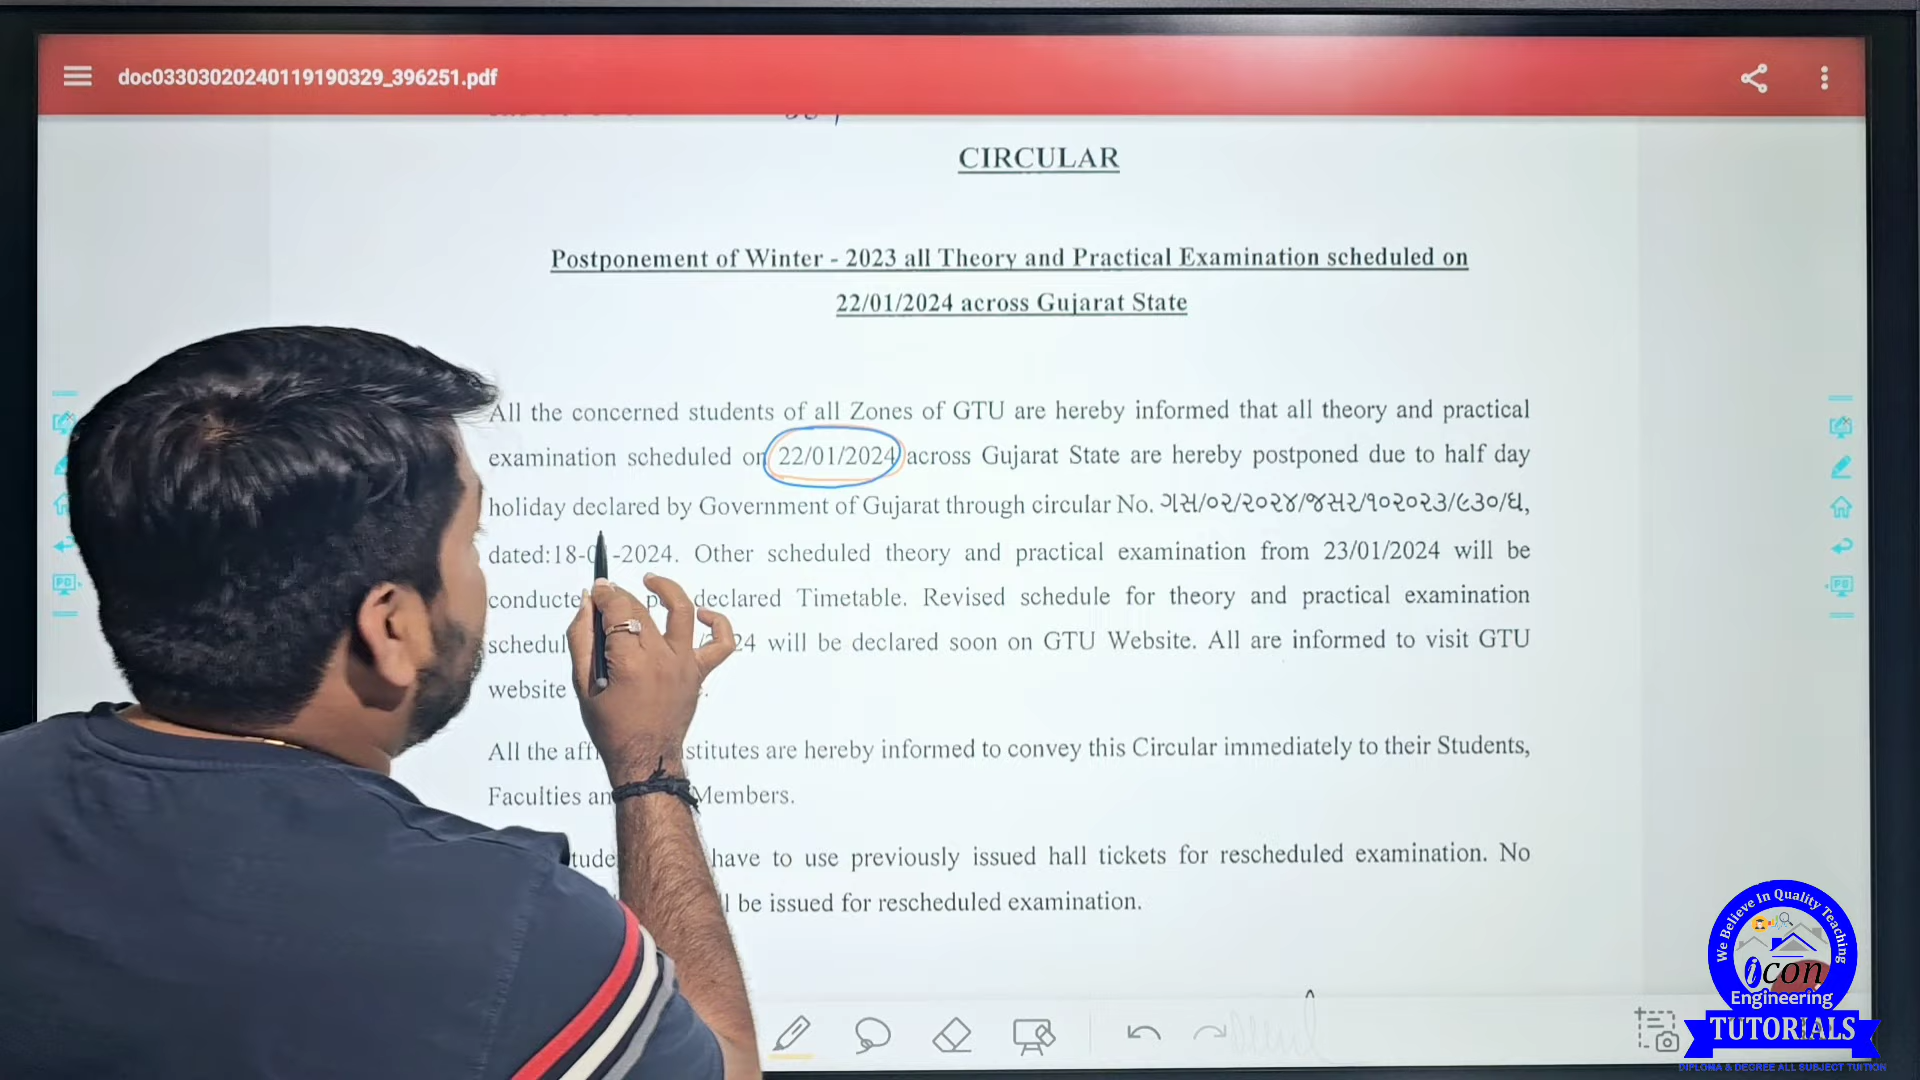 doc03303020240119190329_396251.pdf
CIRCULAR
Postponement of Winter - 2023 all Theory and Practical Examination scheduled on
22/01/2024 across Gujarat State
All the concerned students of all Zones of GTU are hereby informed that all theory and practical
examination scheduled on 22/01/2024 across Gujarat State are hereby postponed due to half day
holiday declared by Government of Gujarat through circular No. ગસ/૦૨/૨૦૨૪/જસર/૧૦૨૦૨૩/૯૩૦/ઘ,
dated:18- -2024. Other scheduled theory and practical examination from 23/01/2024 will be
declared Timetable. Revised schedule for theory and practical examination
24 will be declared soon on GTU Website. All are informed to visit GTU
website
All the are hereby informed to convey this Circular immediately to their Students,
Faculties Members.
have to use previously issued hall tickets for rescheduled examination. No
be issued for rescheduled examination.
We Believe In Quality Teaching
icon
Engineering
TUTORIALS
DIPLOMA & DEGREE ALL SUBJECT TUITION